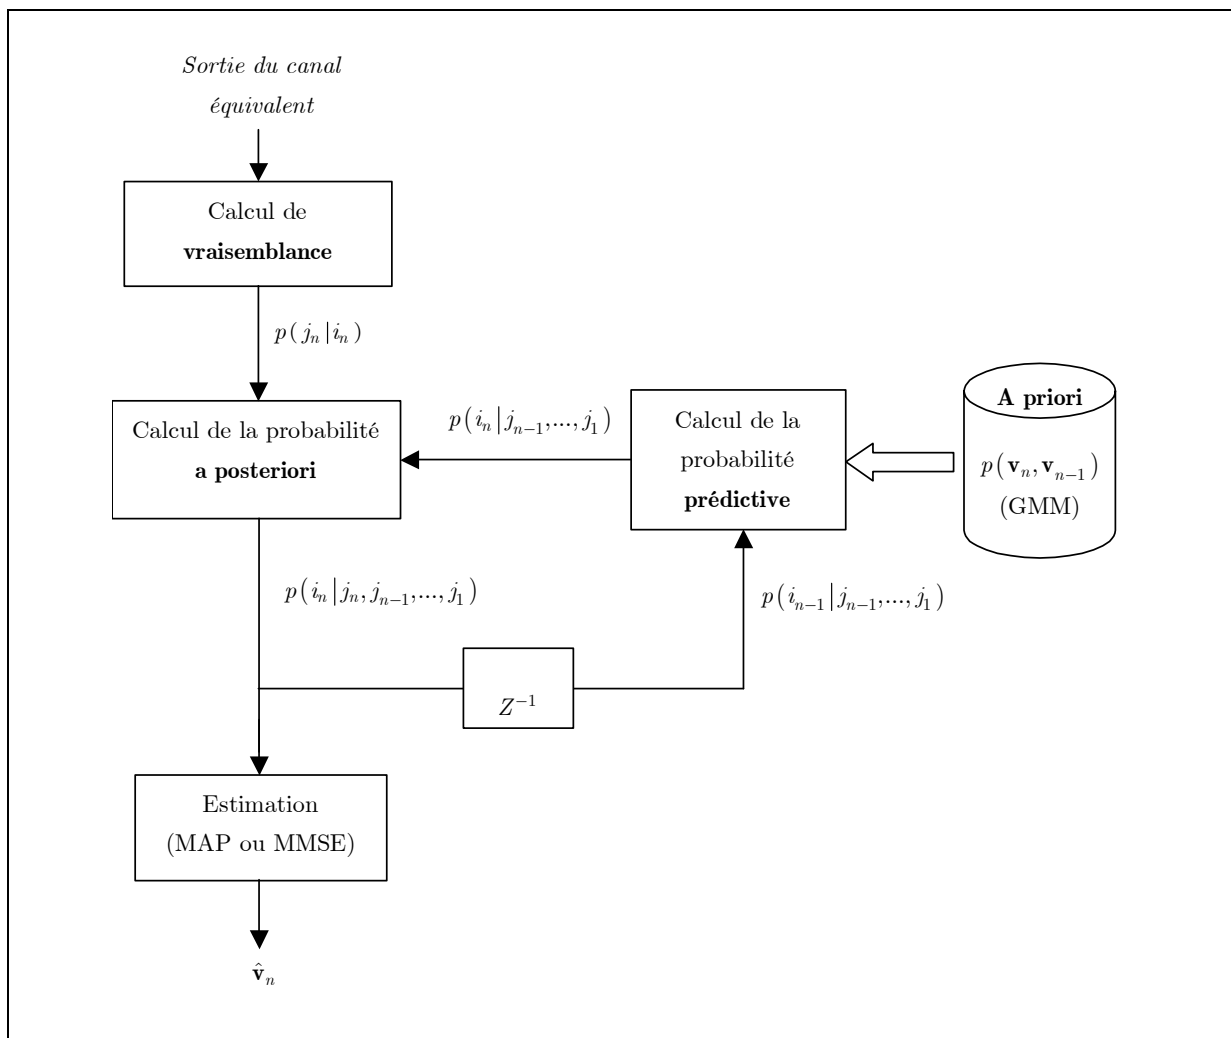 Sortie du canal
équivalent
Calcul de
vraisemblance
p(j_n|i_n)
Calcul de la probabilité
a posteriori
p(i_n|j_{n-1},...,j_1)
Calcul de la
probabilité
prédictive
A priori
p(v_n,v_{n-1})
(GMM)
p(i_n|j_n,j_{n-1},...,j_1)
p(i_{n-1}|j_{n-1},...,j_1)
Z^{-1}
Estimation
(MAP ou MMSE)
v̂_n